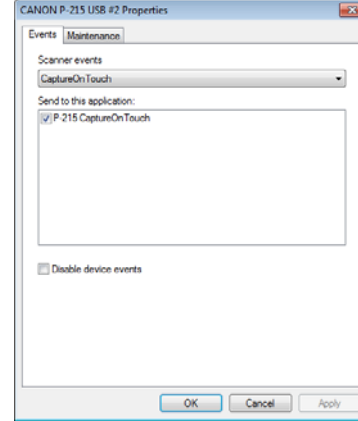 CANON P-215 USB #2 Properties
Events Maintenance
Scanner events
CaptureOnTouch
Send to this application:
P-215 CaptureOnTouch
Disable device events
OK Cancel Apply